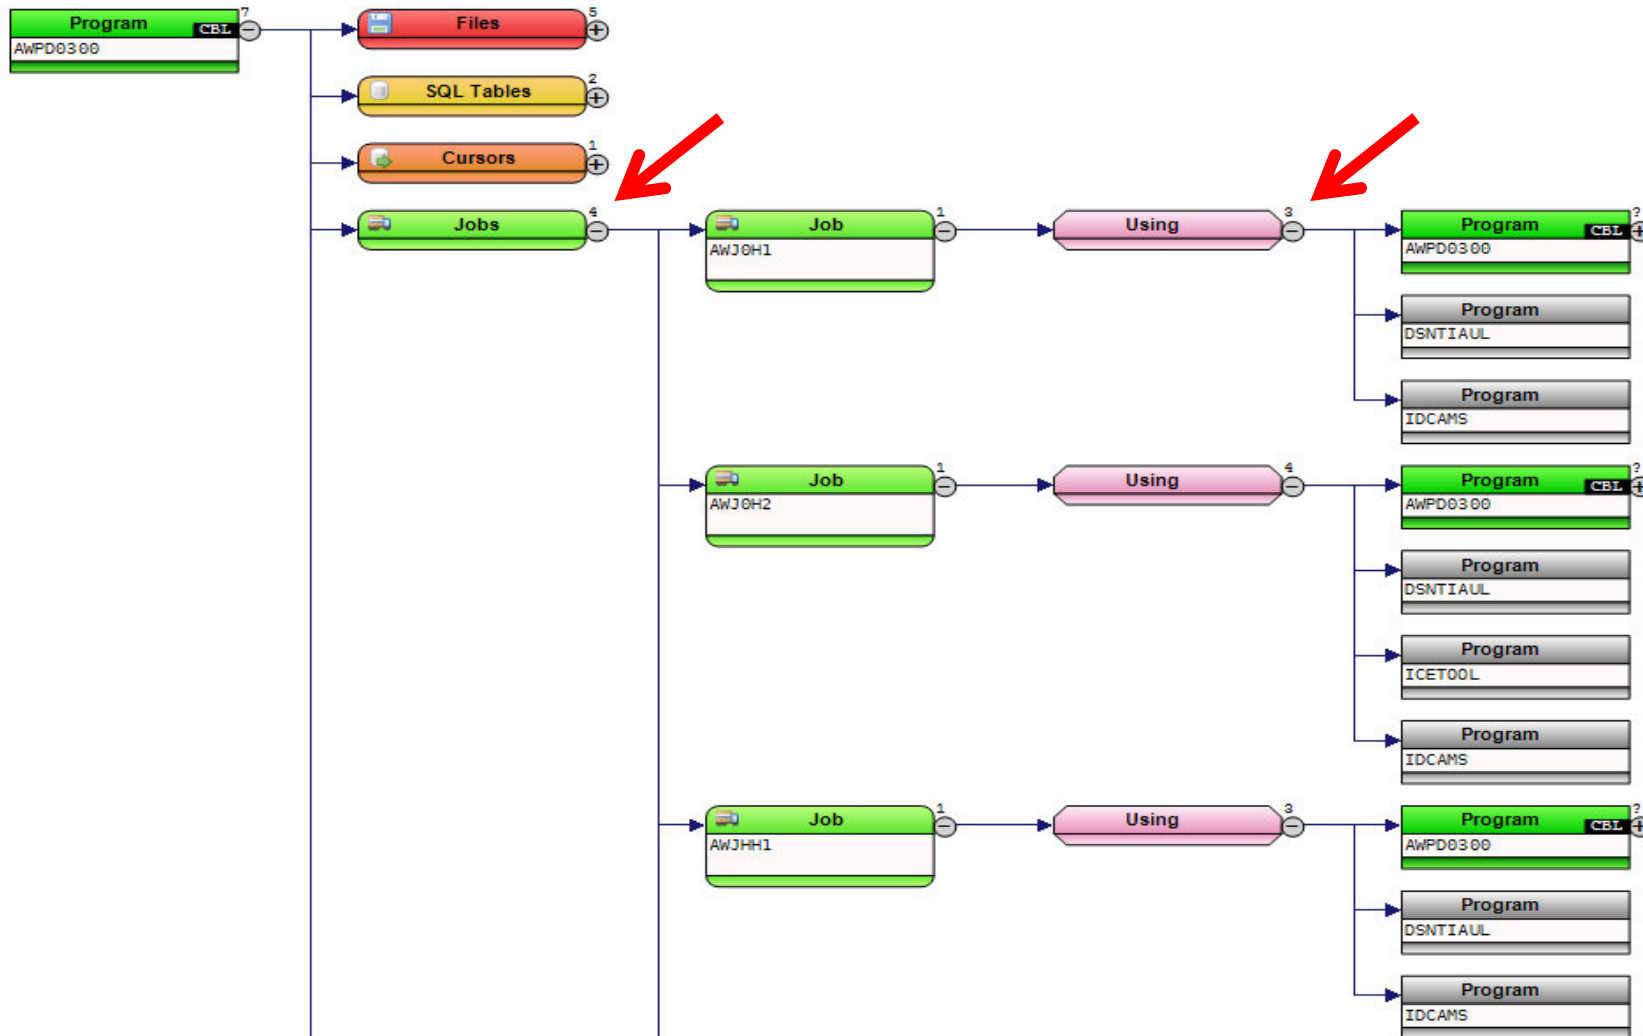 Program CBL 7
AWPD0300
Files 5
SQL Tables 2
Cursors 1
Jobs 4
Job 1
AWJ0H1
Using 3
Program CBL ?
AWPD0300
Program
DSNTIAUL
Program
IDCAMS
Job 1
AWJ0H2
Using 4
Program CBL ?
AWPD0300
Program
DSNTIAUL
Program
ICETOOL
Program
IDCAMS
Job 1
AWJHH1
Using 3
Program CBL ?
AWPD0300
Program
DSNTIAUL
Program
IDCAMS